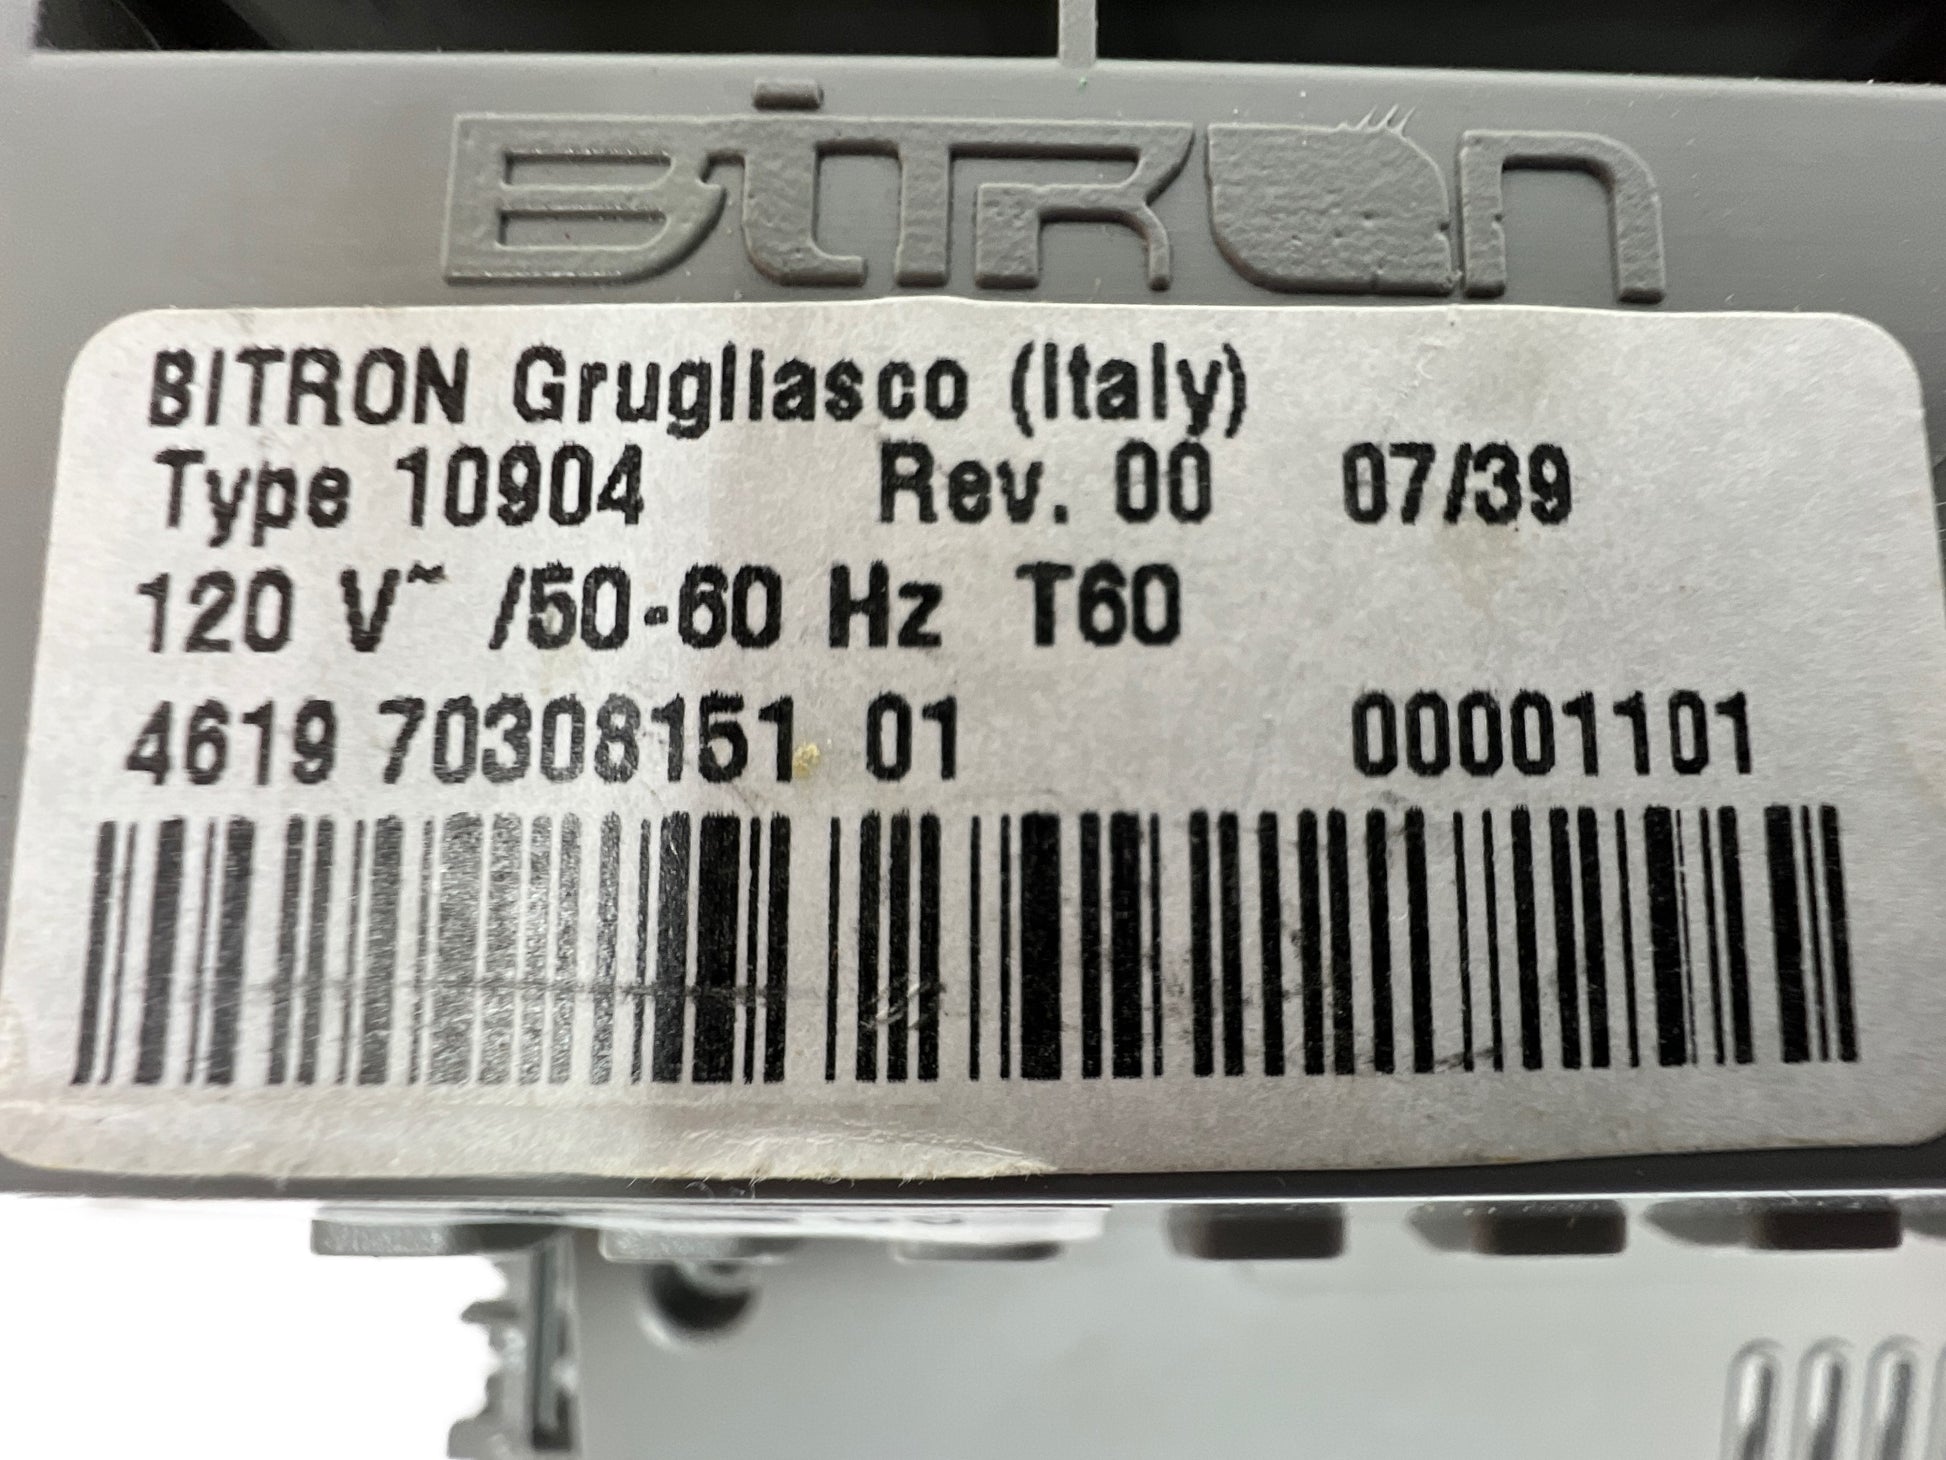 BiTRON
BITRON Grugliasco (Italy)
Type 10904 Rev. 00 07/39
120 V~ /50-60 Hz T60
4619 70308151 01 00001101